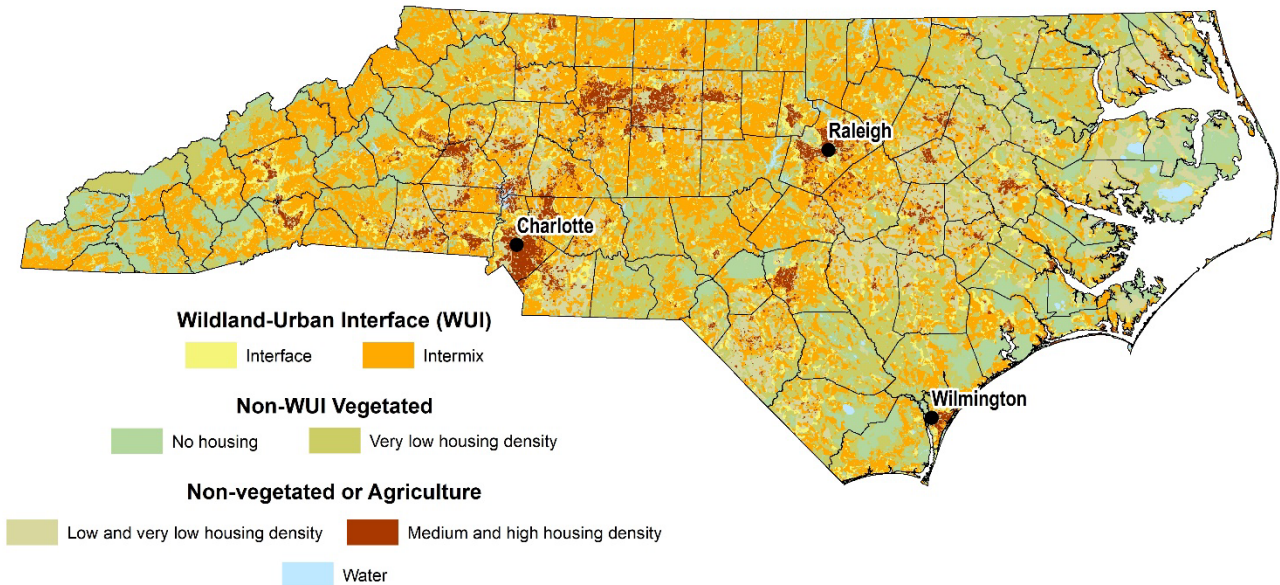 Raleigh
Charlotte
Wilmington
Wildland-Urban Interface (WUI)
Interface Intermix
Non-WUI Vegetated
No housing Very low housing density
Non-vegetated or Agriculture
Low and very low housing density Medium and high housing density
Water